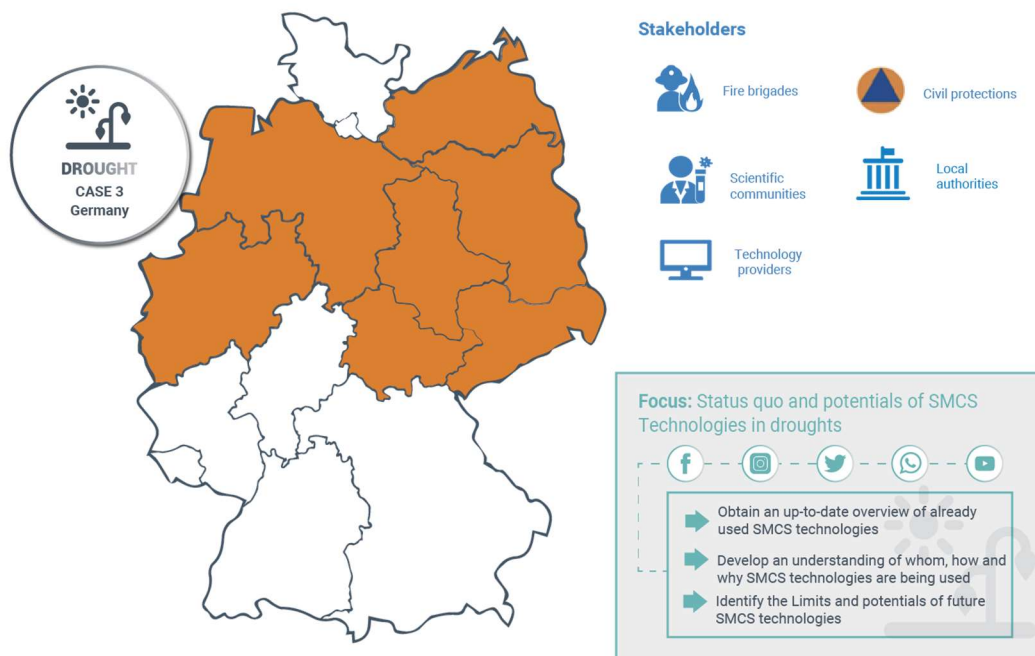 DROUGHT
CASE 3
Germany
Stakeholders
Fire brigades
Civil protections
Scientific
communities
Local
authorities
Technology
providers
Focus: Status quo and potentials of SMCS
Technologies in droughts
Obtain an up-to-date overview of already
used SMCS technologies
Develop an understanding of whom, how and
why SMCS technologies are being used
Identify the Limits and potentials of future
SMCS technologies